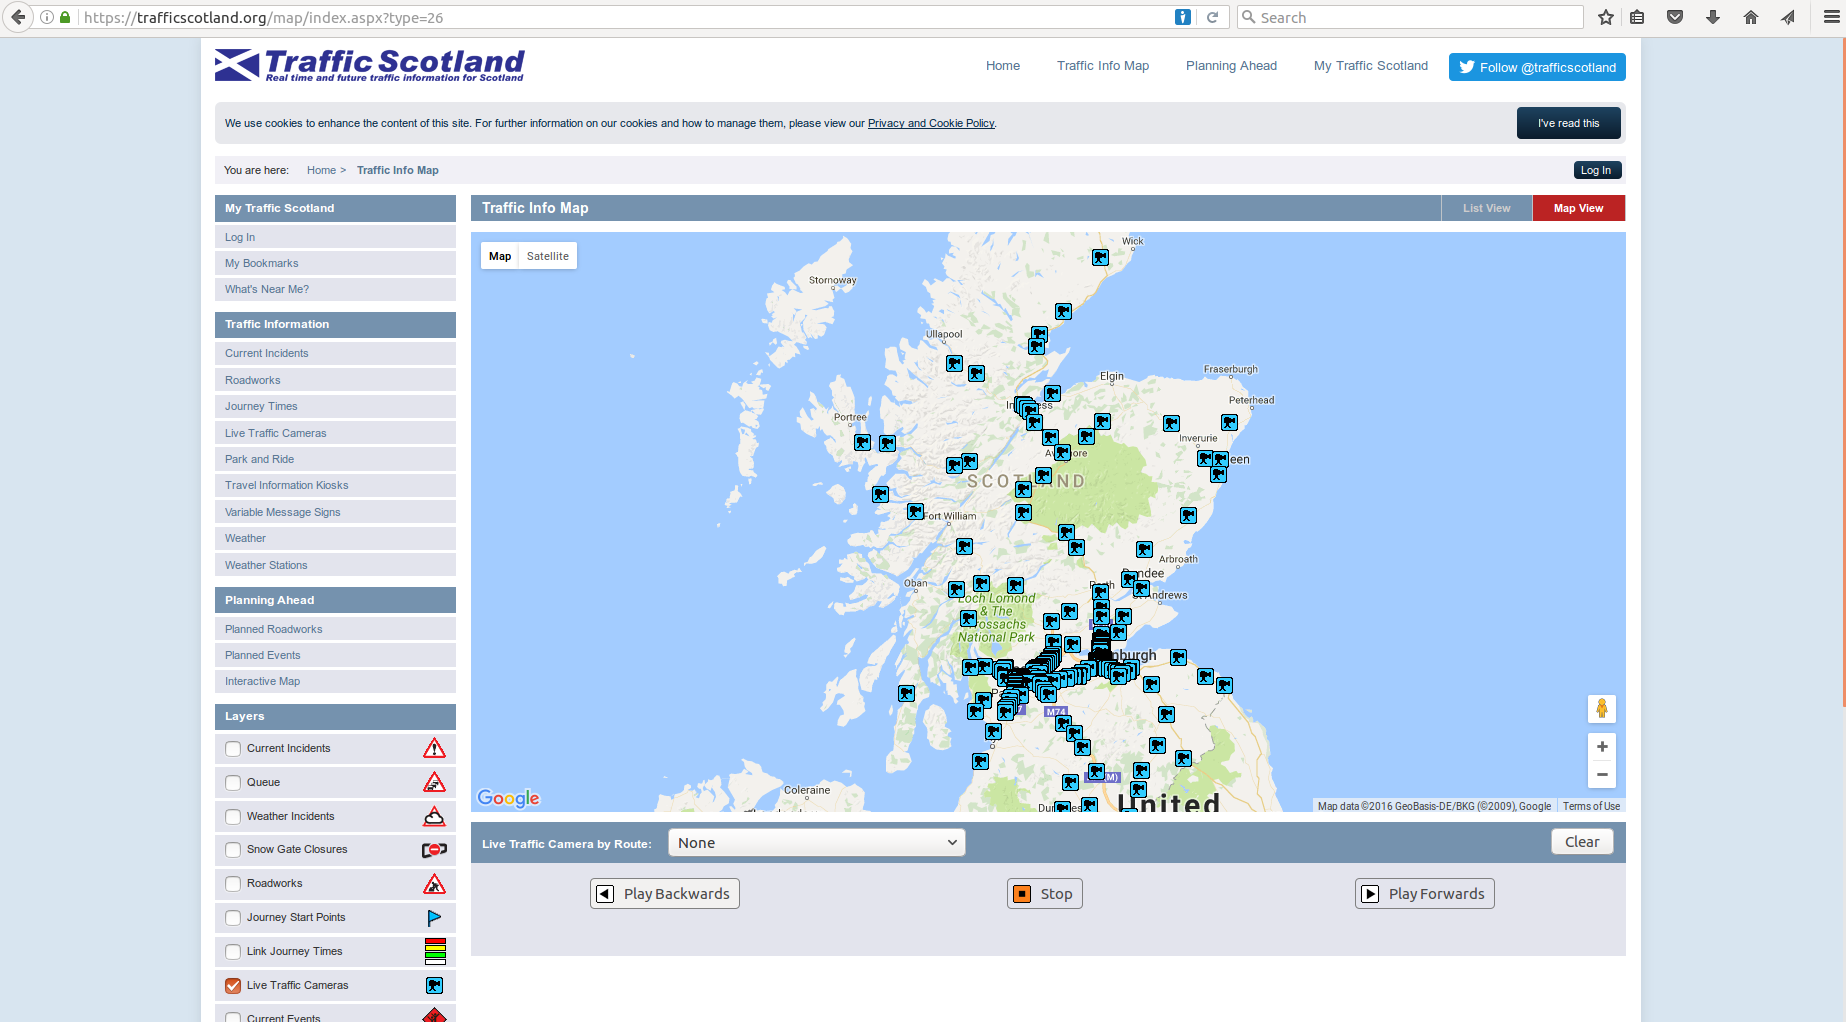 https://trafficscotland.org/map/index.aspx?type=26
Search
Traffic Scotland
Real time and future traffic information for Scotland
Home
Traffic Info Map
Planning Ahead
My Traffic Scotland
Follow @trafficscotland
We use cookies to enhance the content of this site. For further information on our cookies and how to manage them, please view our Privacy and Cookie Policy.
I've read this
You are here: Home > Traffic Info Map
Log In
My Traffic Scotland
Log In
My Bookmarks
What's Near Me?
Traffic Information
Current Incidents
Roadworks
Journey Times
Live Traffic Cameras
Park and Ride
Travel Information Kiosks
Variable Message Signs
Weather
Weather Stations
Planning Ahead
Planned Roadworks
Planned Events
Interactive Map
Layers
Current Incidents
Queue
Weather Incidents
Snow Gate Closures
Roadworks
Journey Start Points
Link Journey Times
Live Traffic Cameras
Current Events
Traffic Info Map
List View
Map View
Map
Satellite
Wick
Stornoway
Ullapool
Elgin
Fraserburgh
Peterhead
Portree
Inverurie
SCOTLAND
Fort William
Arbroath
Oban
Loch Lomond
& The
National Park
M74
Coleraine
United
Google
Map data ©2016 GeoBasis-DE/BKG (©2009), Google
Terms of Use
Live Traffic Camera by Route:
None
Clear
Play Backwards
Stop
Play Forwards